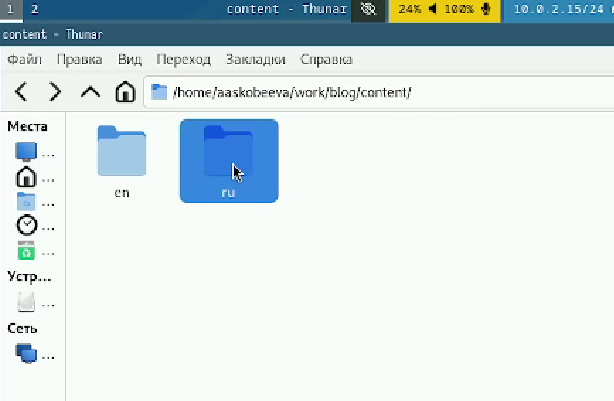 1 2 content - Thunar 24% 100% 10.0.2.15/24
content - Thunar
Файл Правка Вид Переход Закладки Справка
/home/aaskobeeva/work/blog/content/
Места
...
...
...
...
...
Устр...
...
Сеть
...
en ru